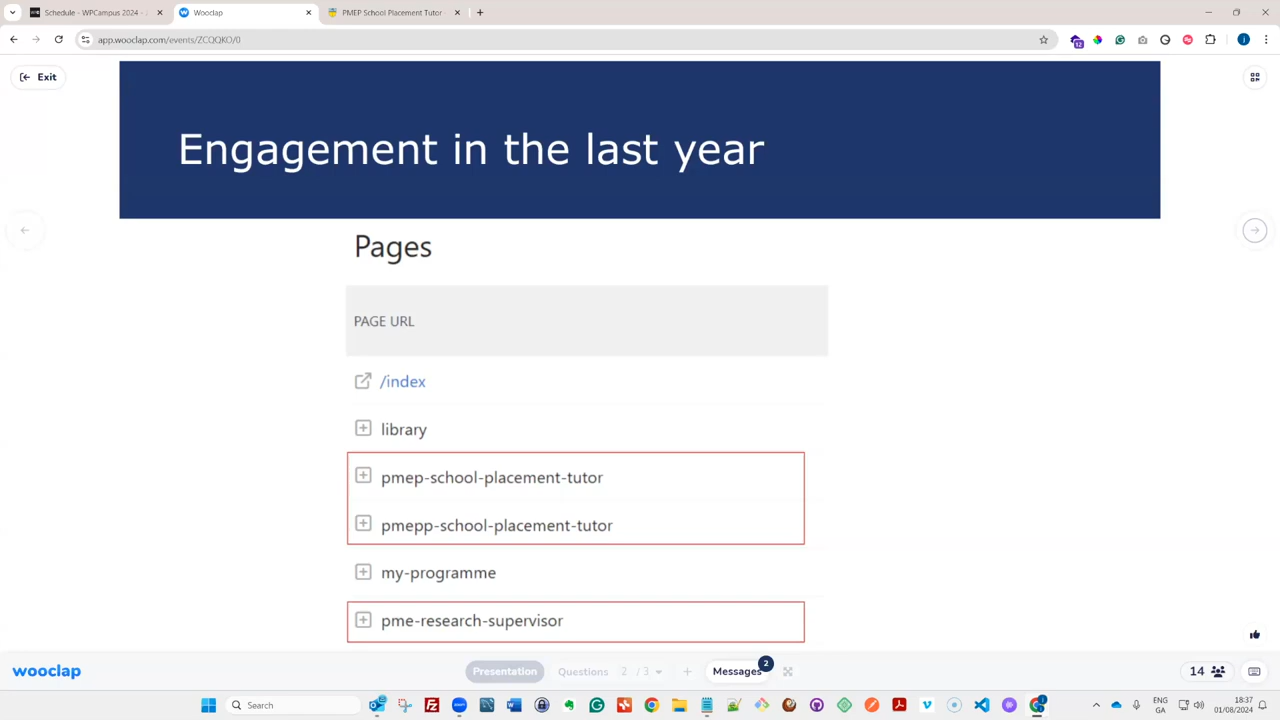 Schedule - WPCampus 2024 -
Wooclap
PMEP School Placement Tutor -
app.wooclap.com/events/ZCQQKO/0
12
i
Exit
Engagement in the last year
Pages
PAGE URL
/index
library
pmep-school-placement-tutor
pmepp-school-placement-tutor
my-programme
pme-research-supervisor
wooclap
Presentation
Questions 2 / 3
Messages 2
14
Search
ENG
GA
18:37
01/08/2024